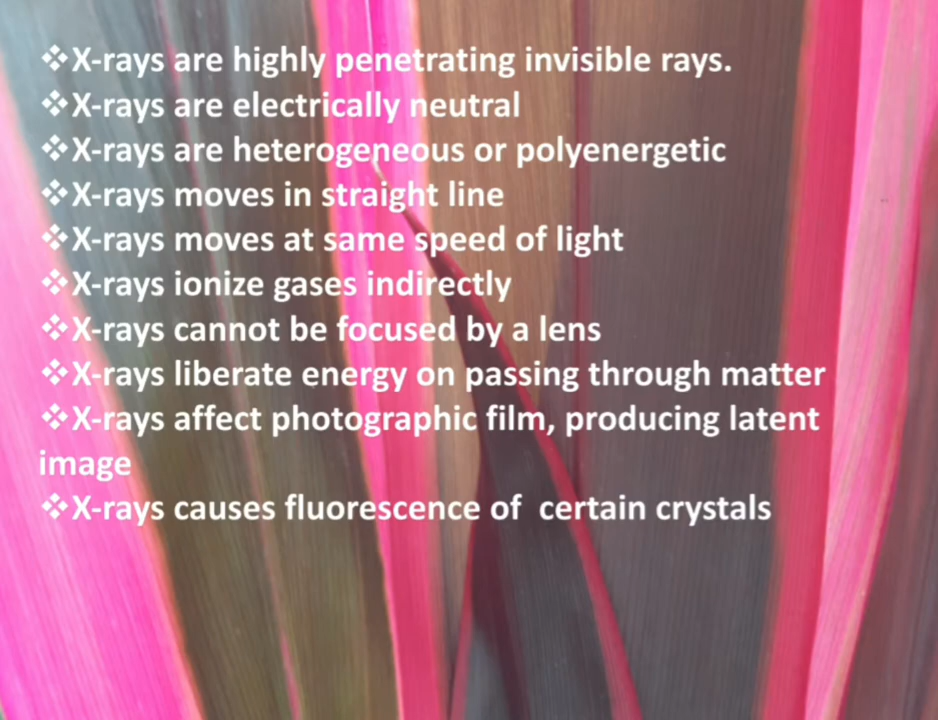 ❖X-rays are highly penetrating invisible rays.
❖X-rays are electrically neutral
❖X-rays are heterogeneous or polyenergetic
❖X-rays moves in straight line
❖X-rays moves at same speed of light
❖X-rays ionize gases indirectly
❖X-rays cannot be focused by a lens
❖X-rays liberate energy on passing through matter
❖X-rays affect photographic film, producing latent
image
❖X-rays causes fluorescence of  certain crystals